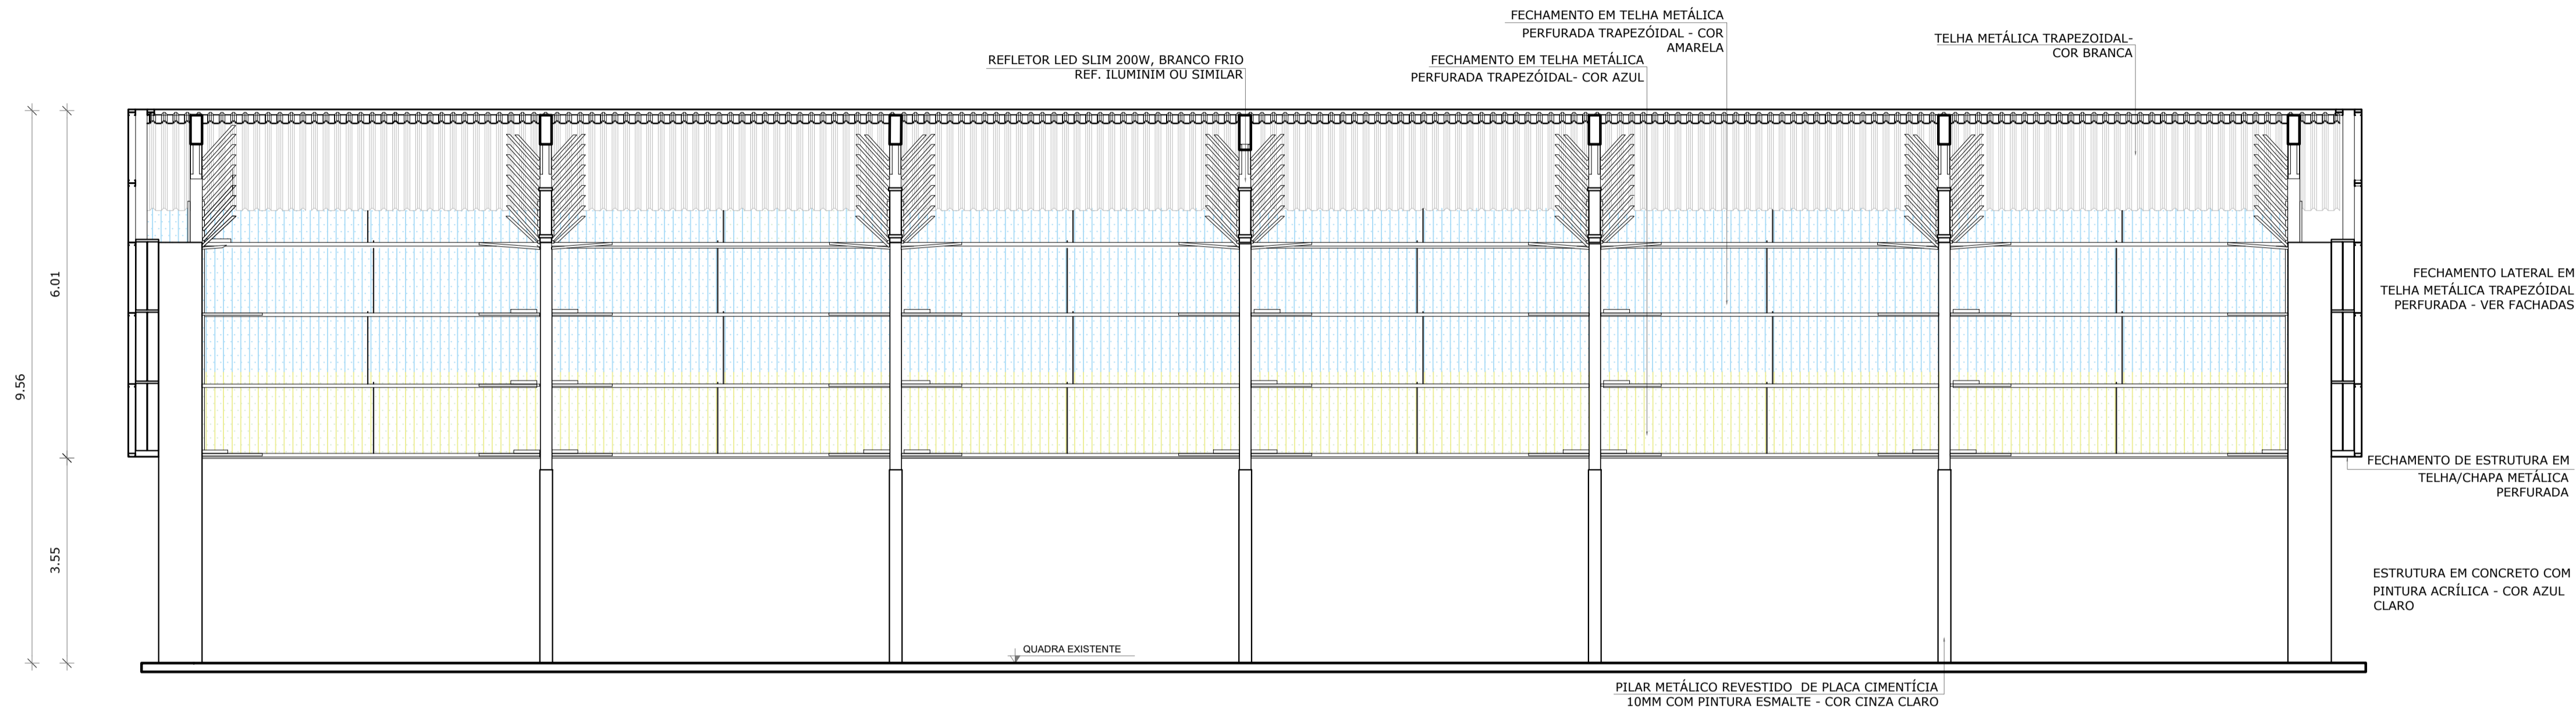 FECHAMENTO EM TELHA METÁLICA
PERFURADA TRAPEZÓIDAL - COR
AMARELA
REFLETOR LED SLIM 200W, BRANCO FRIO
REF. ILUMINIM OU SIMILAR
FECHAMENTO EM TELHA METÁLICA
PERFURADA TRAPEZÓIDAL- COR AZUL
TELHA METÁLICA TRAPEZOIDAL-
COR BRANCA
9.56
6.01
3.55
FECHAMENTO LATERAL EM
TELHA METÁLICA TRAPEZÓIDAL
PERFURADA - VER FACHADAS
FECHAMENTO DE ESTRUTURA EM
TELHA/CHAPA METÁLICA
PERFURADA
ESTRUTURA EM CONCRETO COM
PINTURA ACRÍLICA - COR AZUL
CLARO
QUADRA EXISTENTE
PILAR METÁLICO REVESTIDO  DE PLACA CIMENTÍCIA
10MM COM PINTURA ESMALTE - COR CINZA CLARO